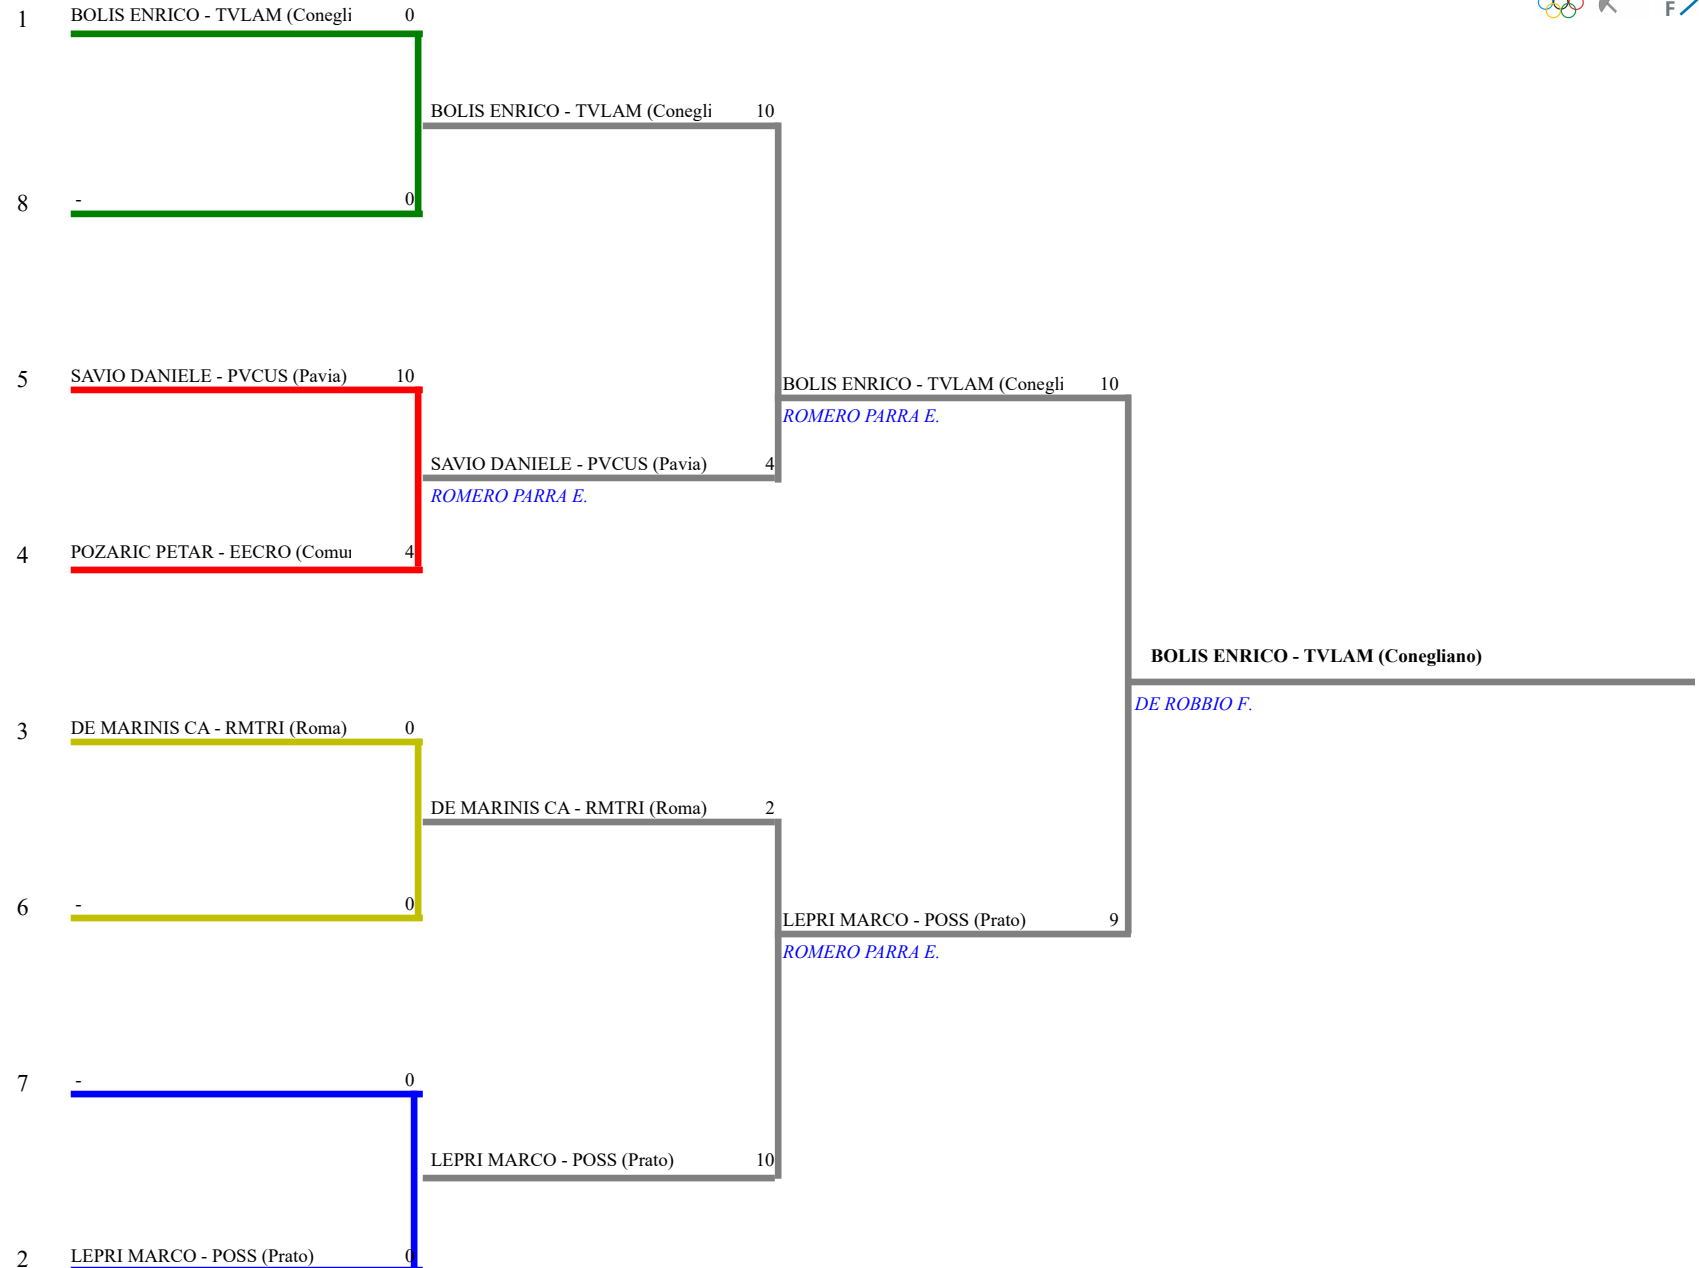 1 BOLIS ENRICO - TVLAM (Conegli 0
F
BOLIS ENRICO - TVLAM (Conegli 10
8 - 0
5 SAVIO DANIELE - PVCUS (Pavia) 10
BOLIS ENRICO - TVLAM (Conegli 10
ROMERO PARRA E.
SAVIO DANIELE - PVCUS (Pavia) 4
ROMERO PARRA E.
4 POZARIC PETAR - EECRO (Comu 4
BOLIS ENRICO - TVLAM (Conegliano)
DE ROBBIO F.
3 DE MARINIS CA - RMTRI (Roma) 0
DE MARINIS CA - RMTRI (Roma) 2
6 - 0
LEPRI MARCO - POSS (Prato) 9
ROMERO PARRA E.
7 - 0
LEPRI MARCO - POSS (Prato) 10
2 LEPRI MARCO - POSS (Prato) 0